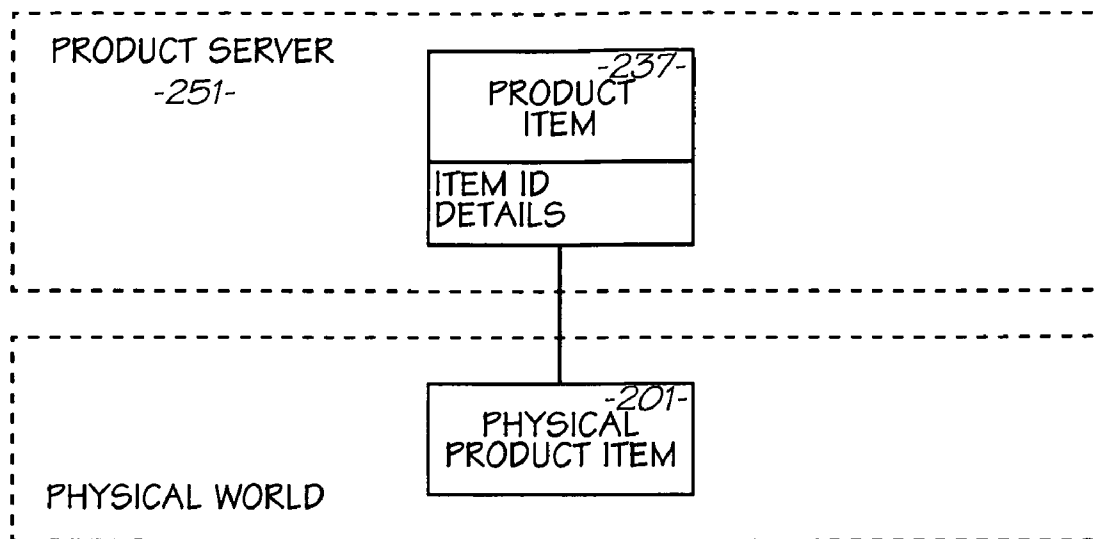 PRODUCT SERVER
-251-
-237-
PRODUCT
ITEM
ITEM ID
DETAILS
-201-
PHYSICAL
PRODUCT ITEM
PHYSICAL WORLD